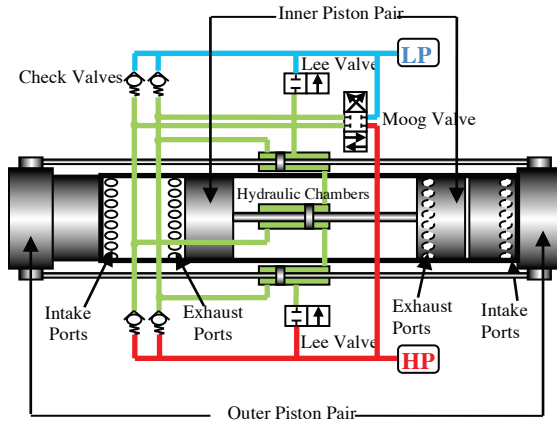 Inner Piston Pair
LP
Check Valves
Lee Valve
Moog Valve
Hydraulic Chambers
Intake
Ports
Exhaust
Ports
Exhaust
Ports
Intake
Ports
Lee Valve
HP
Outer Piston Pair